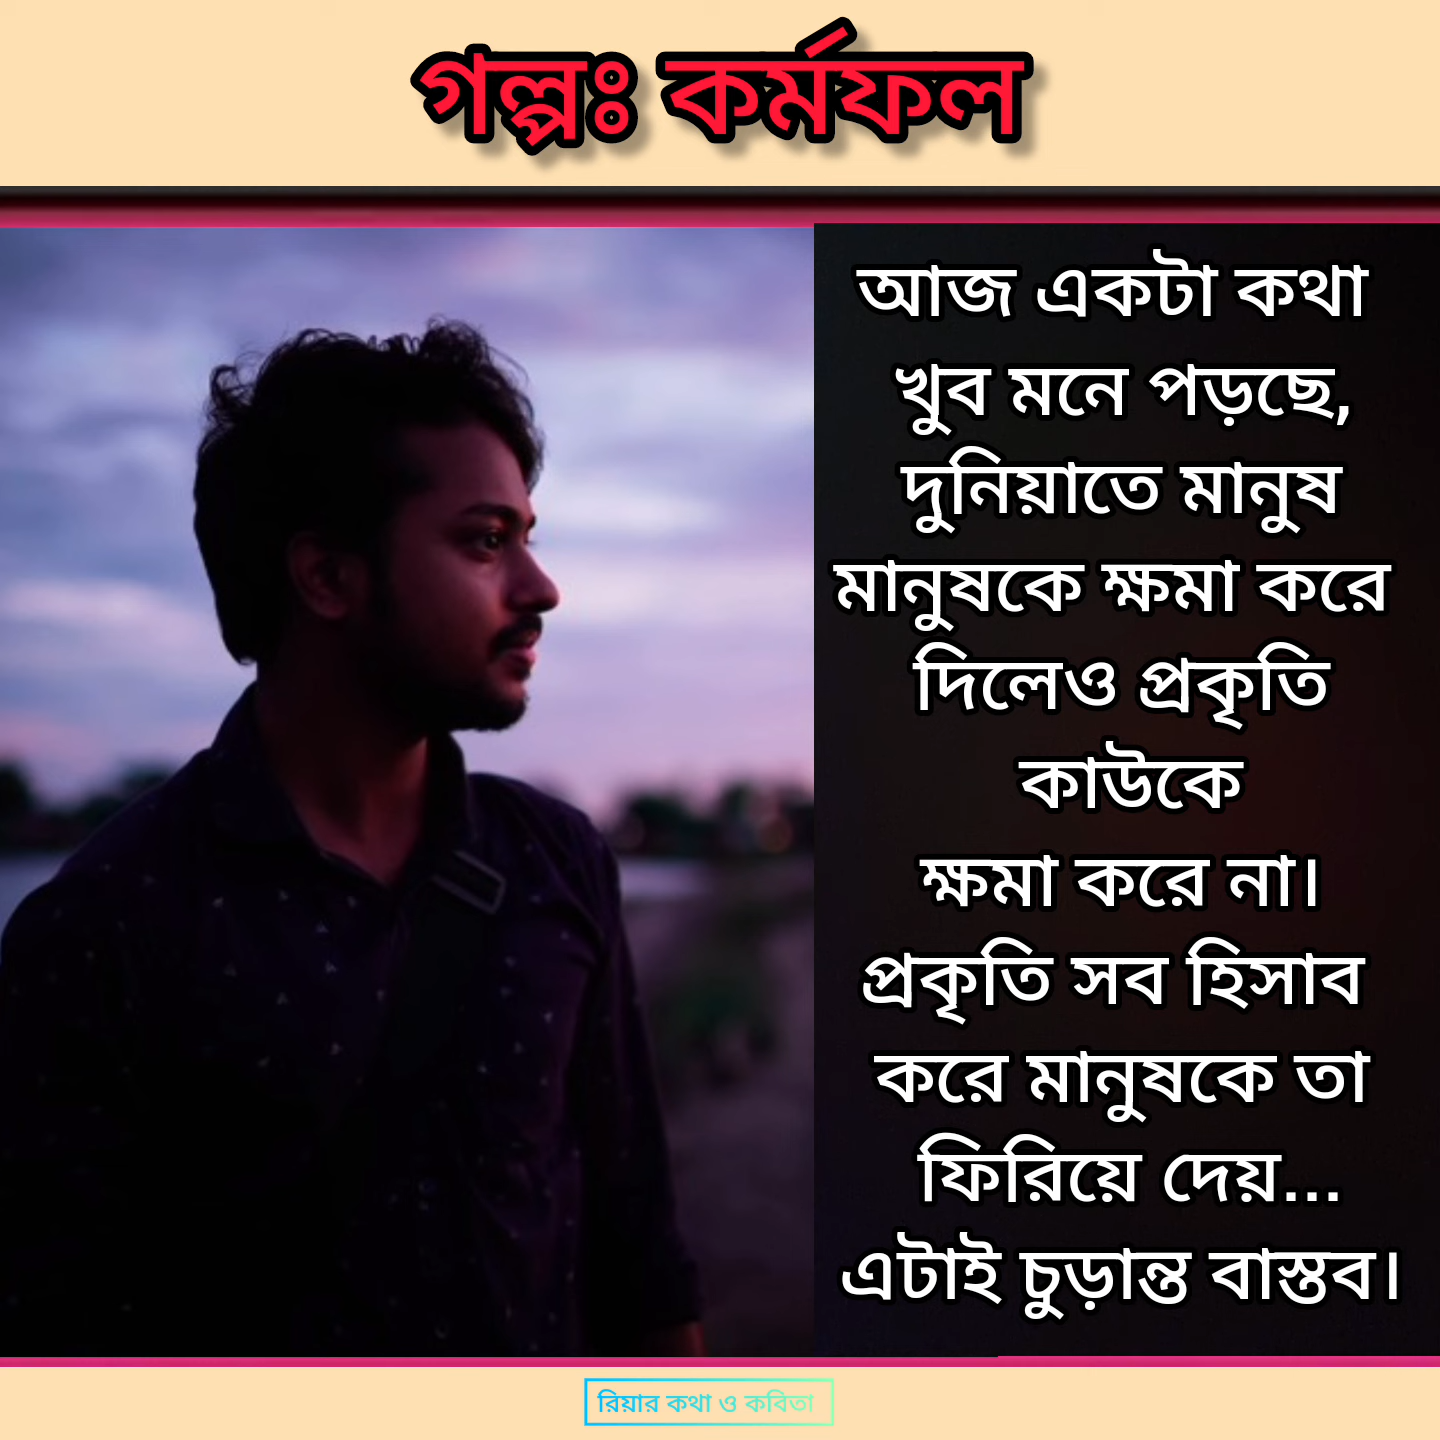 গল্পঃ কর্মফল
আজ একটা কথা
খুব মনে পড়ছে,
দুনিয়াতে মানুষ
মানুষকে ক্ষমা করে
দিলেও প্রকৃতি
কাউকে
ক্ষমা করে না।
প্রকৃতি সব হিসাব
করে মানুষকে তা
ফিরিয়ে দেয়...
এটাই চুড়ান্ত বাস্তব।
রিয়ার কথা ও কবিতা